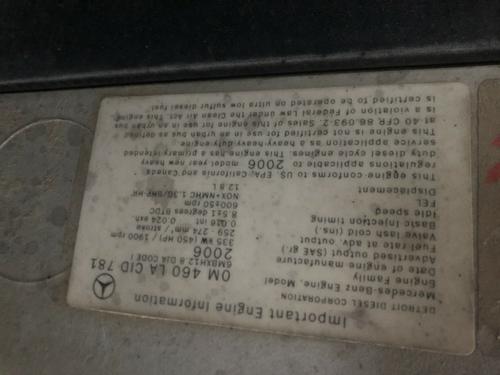 Important Engine Information
DETROIT DIESEL CORPORATION
Mercedes-Benz Engine, Model OM 460 LA CID 781
Engine Family 6MBXH12.8 DJA CODE
Date of engine manufacture 2006
Advertised output (SAE gr.) 335 kW (450 HP) / 1900 rpm
Fuel rate at adv. output 259 - 274 mm³/stroke
Valve lash cold (ins.) 0.016 int 0.024 exh
Basic Injection timing 8 ±1 degrees BTDC
Idle speed 600±50 rpm
FEL NOX+NMHC 1.3G/BHP-HR
Displacement 12.8 L
This engine conforms to US. EPA, California and Canada
regulations applicable to 2006 model year new heavy
duty diesel cycle engines. This engine has a primary intended
service application as a heavy-heavy-duty engine.
This engine is not certified for use in an urban bus as defined
at 40 CFR 86.093-2. Sales of this engine for use in an urban bus
is a violation of Federal Law under the Clean Air Act. This engine
is certified to be operated on ultra low sulfur diesel fuel